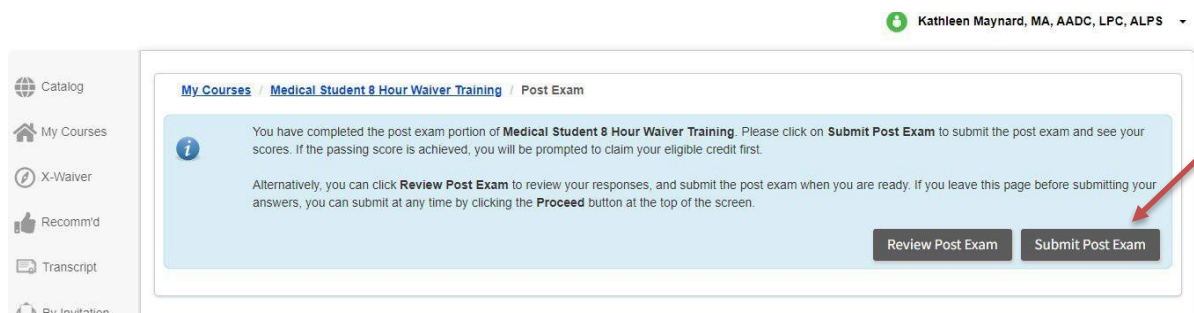 Kathleen Maynard, MA, AADC, LPC, ALPS
Catalog
My Courses
X-Waiver
Recomm'd
Transcript
By Invitation
My Courses / Medical Student 8 Hour Waiver Training / Post Exam
You have completed the post exam portion of Medical Student 8 Hour Waiver Training. Please click on Submit Post Exam to submit the post exam and see your
scores. If the passing score is achieved, you will be prompted to claim your eligible credit first.
Alternatively, you can click Review Post Exam to review your responses, and submit the post exam when you are ready. If you leave this page before submitting your
answers, you can submit at any time by clicking the Proceed button at the top of the screen.
Review Post Exam Submit Post Exam